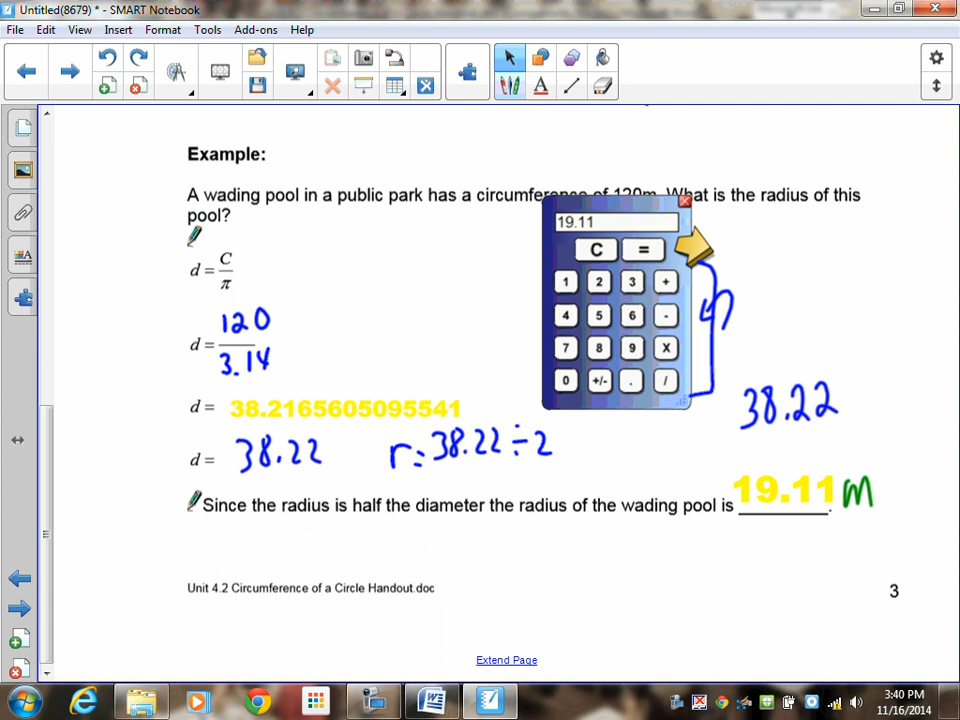 Untitled(8679) * - SMART Notebook
File Edit View Insert Format Tools Add-ons Help
Example:
A wading pool in a public park has a circumference of 120m. What is the radius of this
pool?
19.11
C =
d = C/π
1 2 3 +
4 5 6 -
7 8 9 X
0 +/- . /
d = 120/3.14
d = 38.2165605095541
38.22
d = 38.22 r = 38.22 ÷ 2
Since the radius is half the diameter the radius of the wading pool is 19.11 m.
Unit 4.2 Circumference of a Circle Handout.doc
3
Extend Page
3:40 PM
11/16/2014